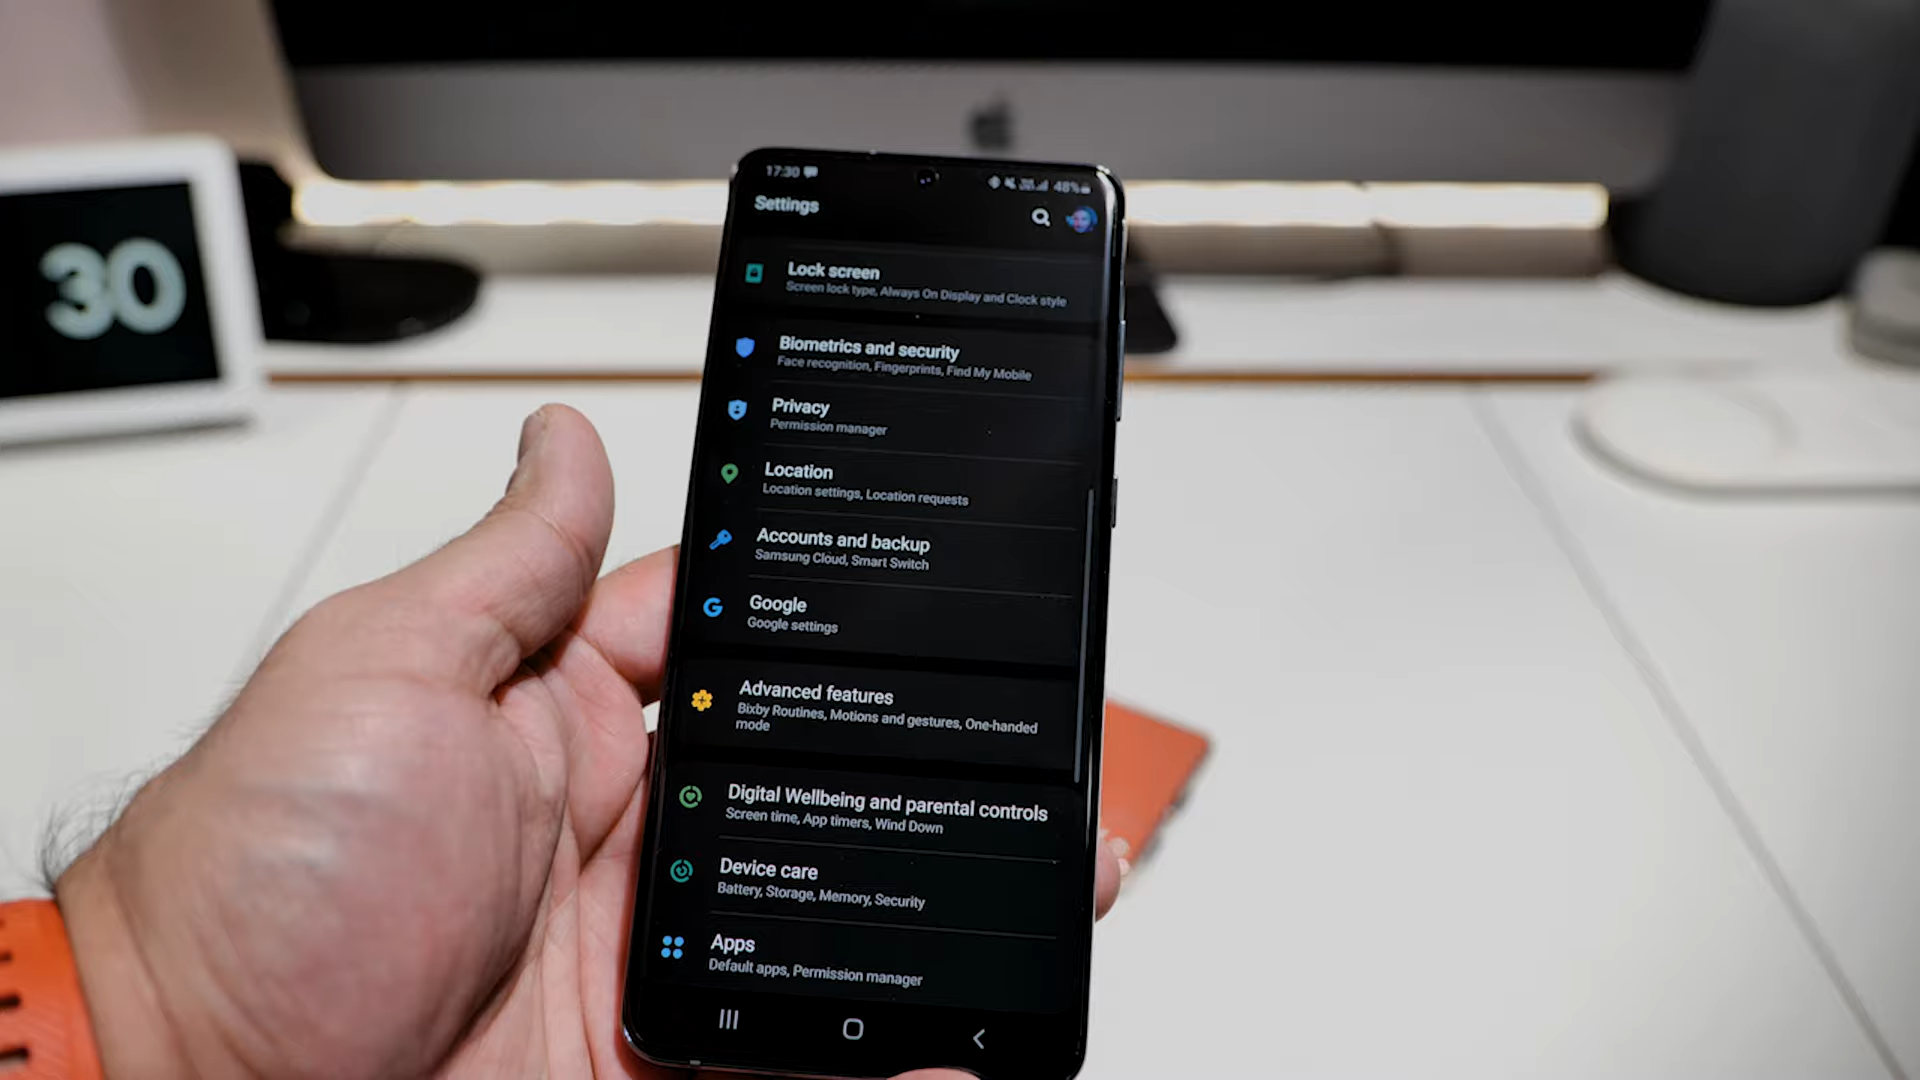 30
17:30
48%
Settings
Lock screen
Screen lock type, Always On Display and Clock style
Biometrics and security
Face recognition, Fingerprints, Find My Mobile
Privacy
Permission manager
Location
Location settings, Location requests
Accounts and backup
Samsung Cloud, Smart Switch
Google
Google settings
Advanced features
Bixby Routines, Motions and gestures, One-handed
mode
Digital Wellbeing and parental controls
Screen time, App timers, Wind Down
Device care
Battery, Storage, Memory, Security
Apps
Default apps, Permission manager